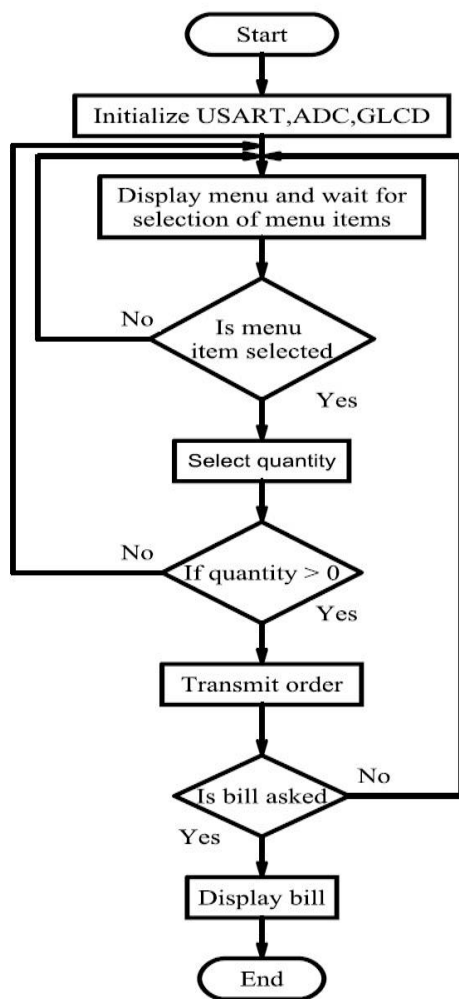 Start
Initialize USART,ADC,GLCD
Display menu and wait for
selection of menu items
No
Is menu
item selected
Yes
Select quantity
No
If quantity > 0
Yes
Transmit order
No
Is bill asked
Yes
Display bill
End